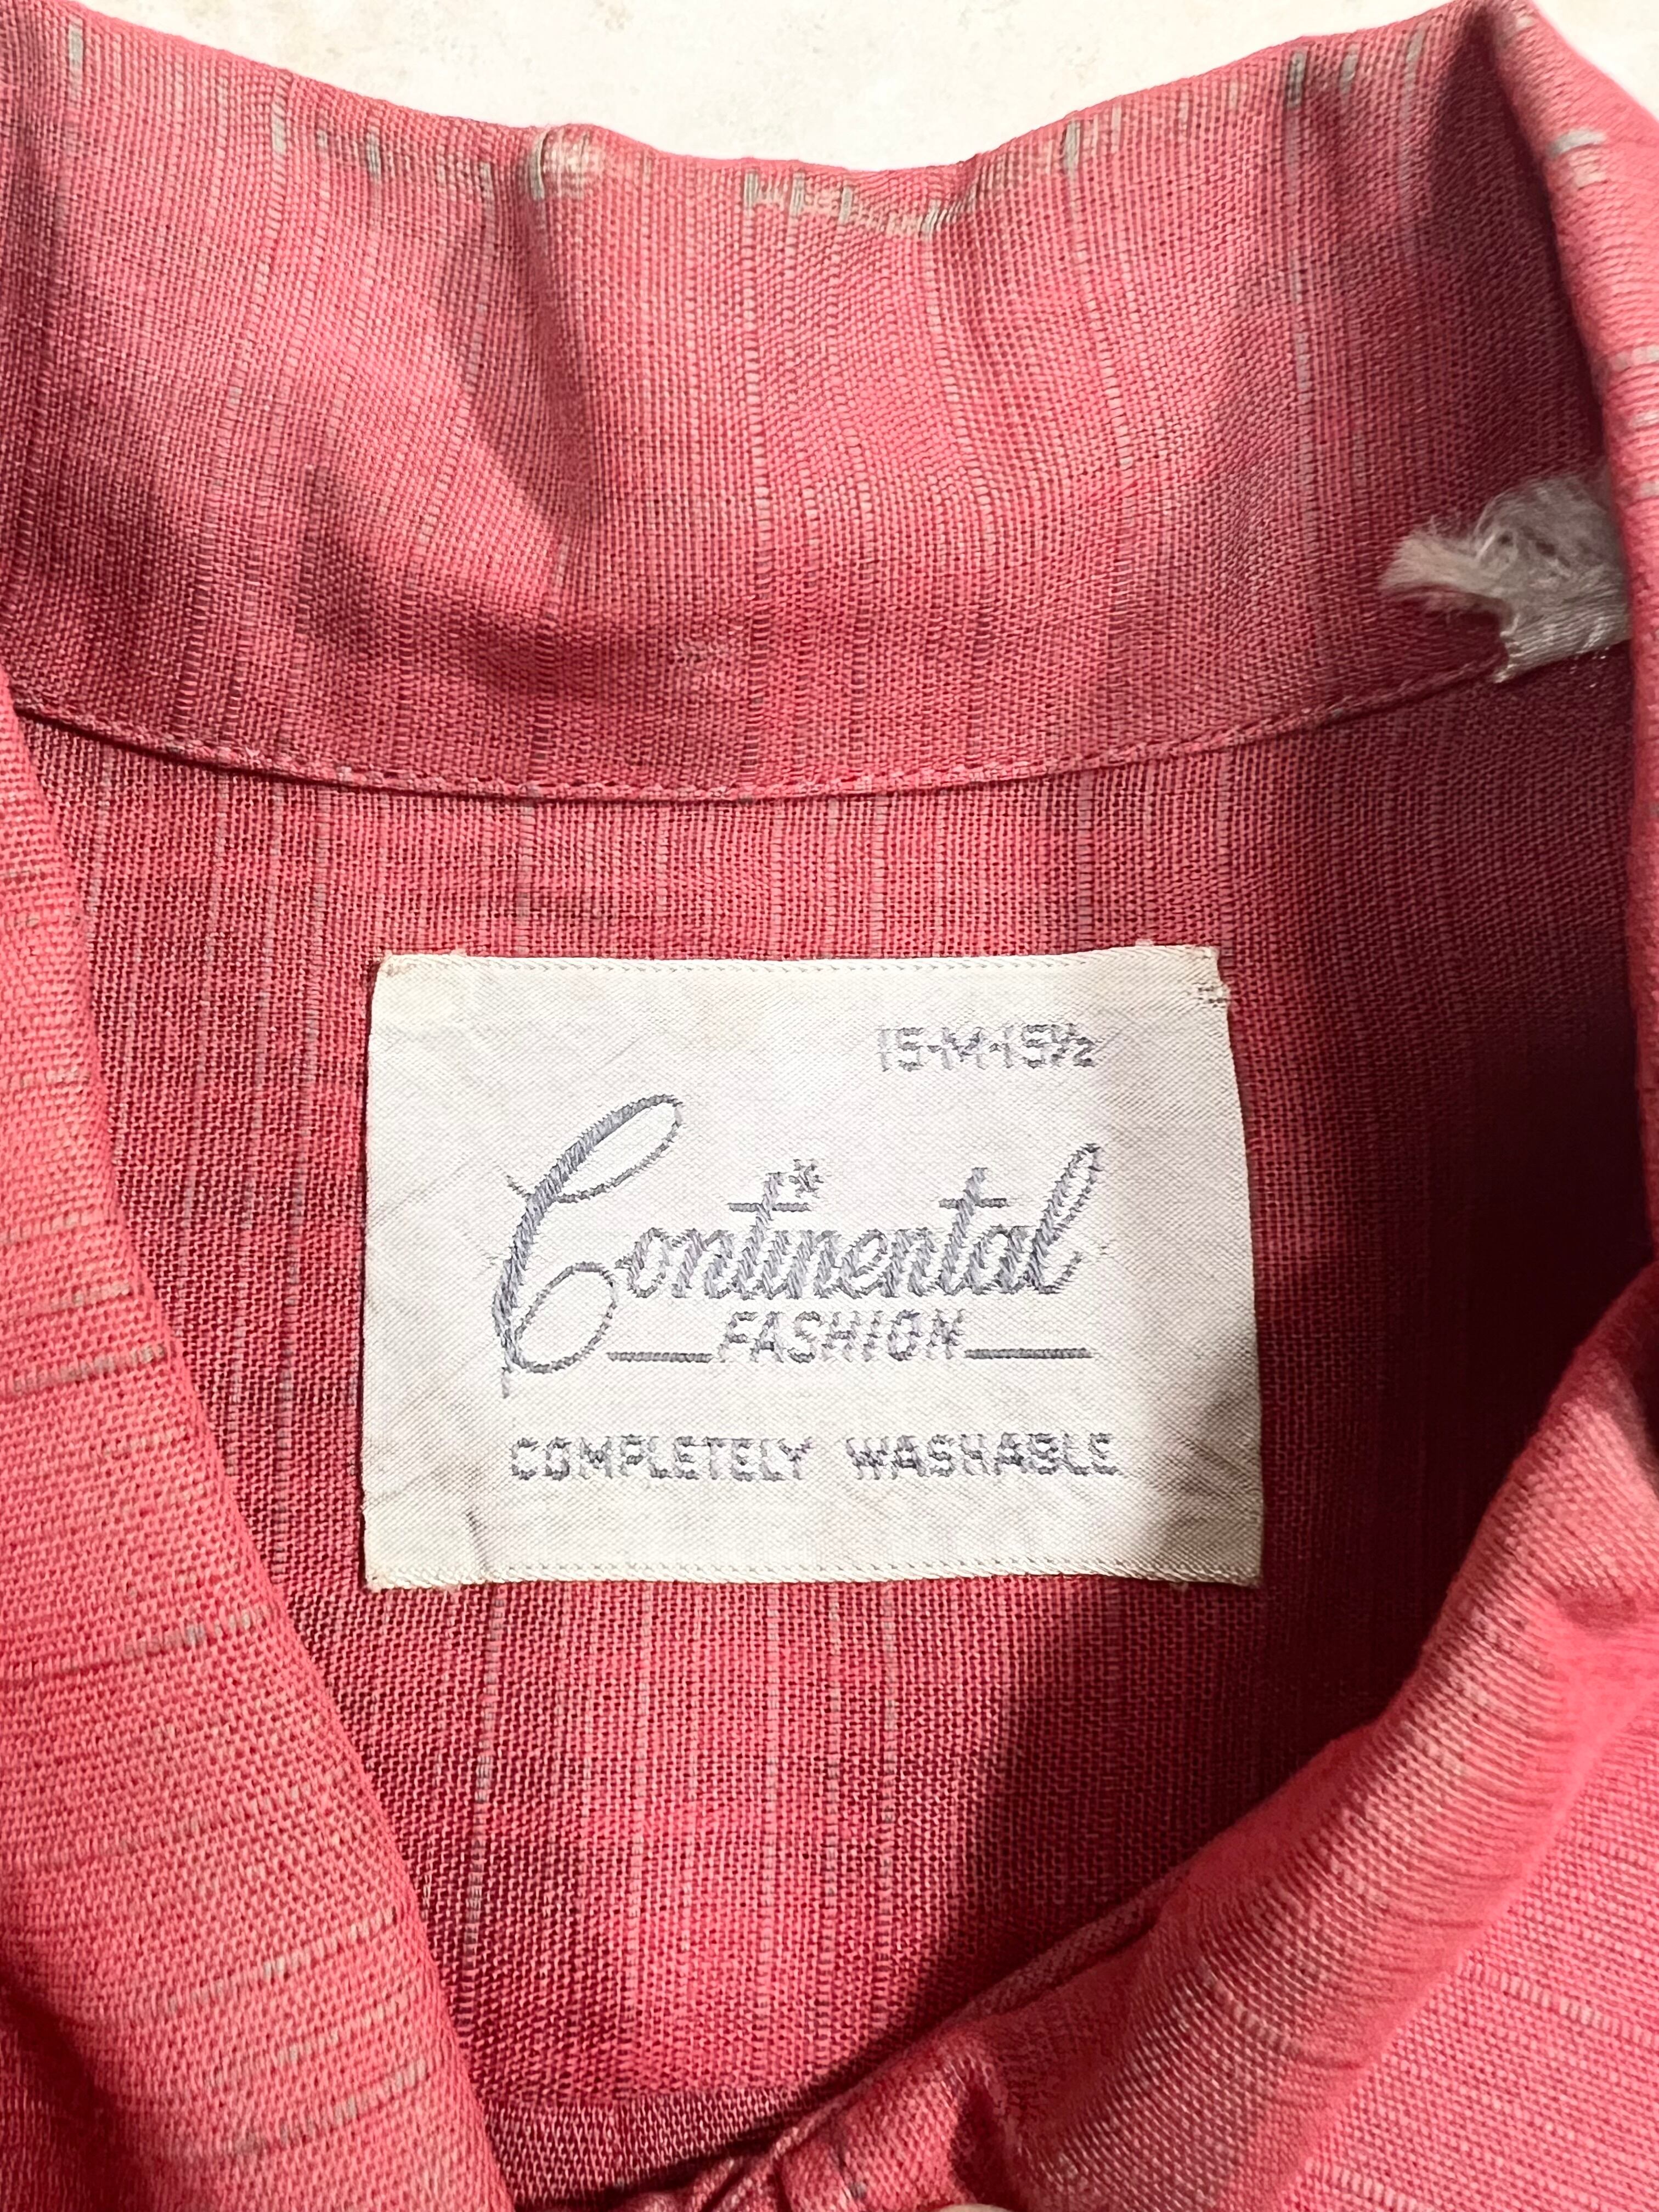 15-M-15½
Continental
FASHION
COMPLETELY WASHABLE